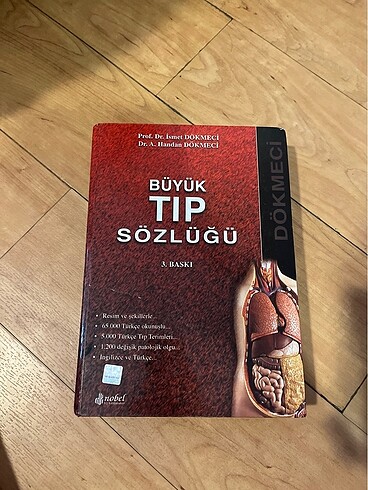 Prof. Dr. İsmet DÖKMECİ
Dr. A. Handan DÖKMECİ
DÖKMECİ
BÜYÜK
TIP
SÖZLÜĞÜ
3. BASKI
• Resim ve şekillerle...
• 65.000 Türkçe okunuşlu...
• 5.000 Türkçe Tıp Terimleri...
• 1.200 değişik patolojik olgu...
• İngilizce ve Türkçe...
nobel